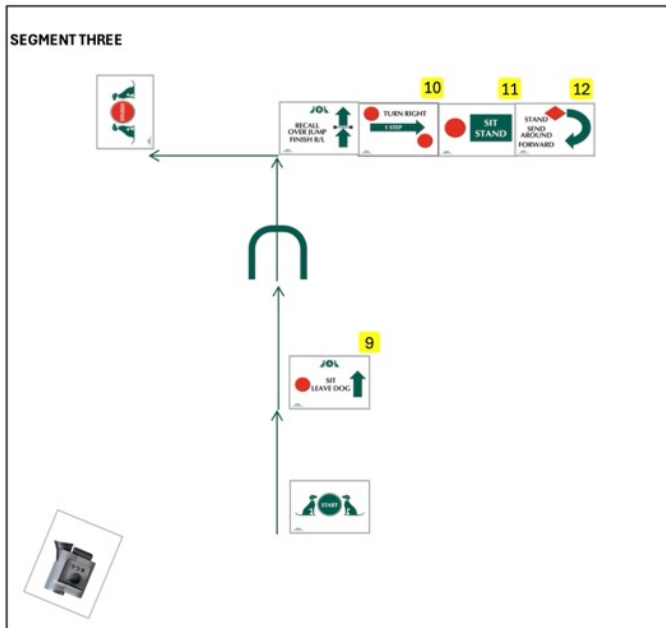 SEGMENT THREE
FINISH
RECALL
OVER JUMP
FINISH R/L
10
TURN RIGHT
1 STEP
11
SIT
STAND
12
STAND
SEND
AROUND
FORWARD
9
SIT
LEAVE DOG
START